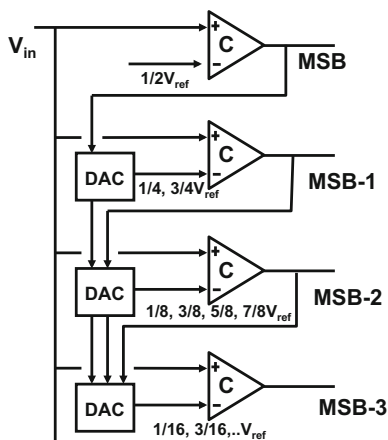 V_in
+
C
−
1/2V_ref
MSB
+
C
−
DAC
1/4, 3/4V_ref
MSB-1
+
C
−
DAC
1/8, 3/8, 5/8, 7/8V_ref
MSB-2
+
C
−
DAC
1/16, 3/16,..V_ref
MSB-3